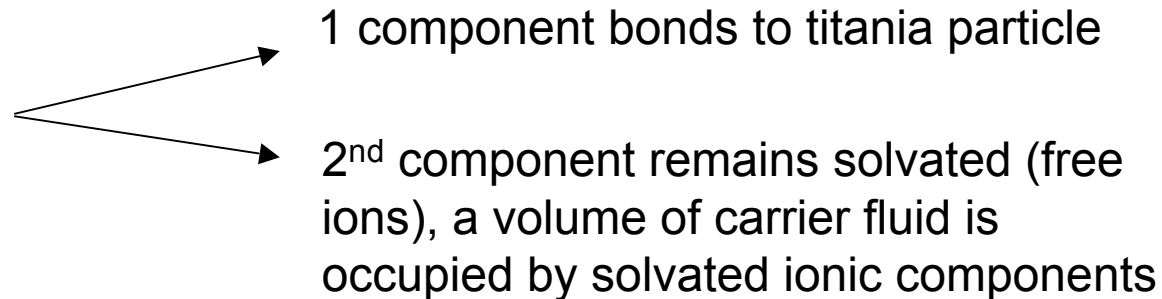 1 component bonds to titania particle
2nd component remains solvated (free
ions), a volume of carrier fluid is
occupied by solvated ionic components